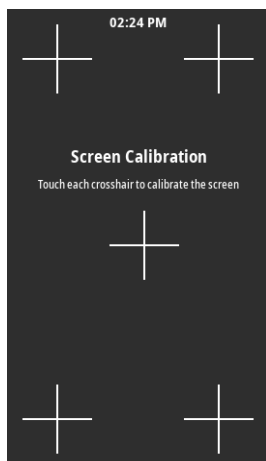 02:24 PM
Screen Calibration
Touch each crosshair to calibrate the screen